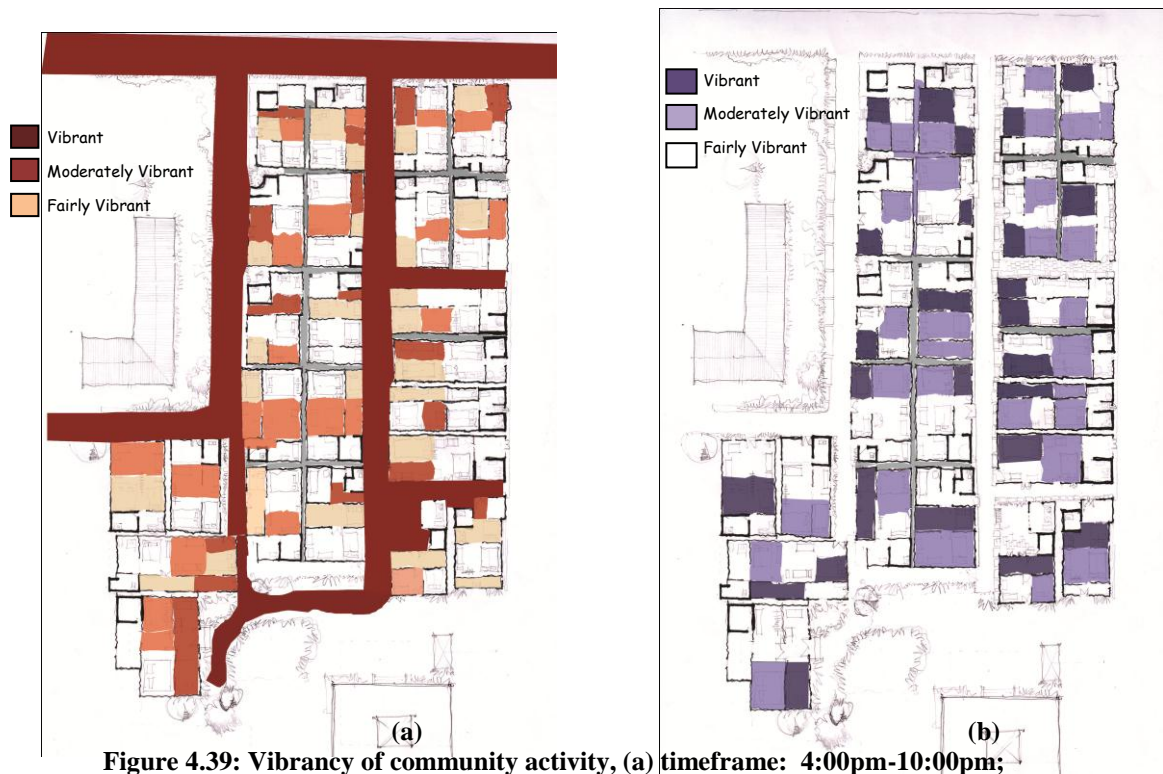 Vibrant
Moderately Vibrant
Fairly Vibrant
(a)
Vibrant
Moderately Vibrant
Fairly Vibrant
(b)
Figure 4.39: Vibrancy of community activity, (a) timeframe: 4:00pm-10:00pm;